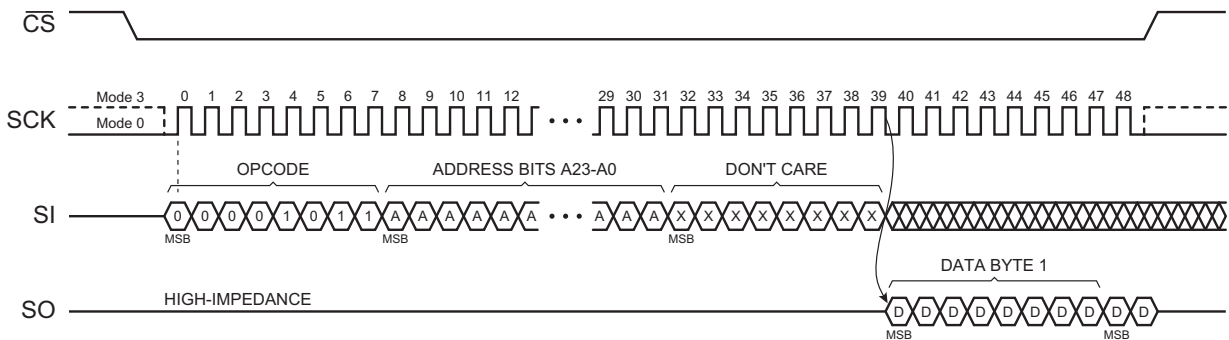 CS
Mode 3
0 1 2 3 4 5 6 7 8 9 10 11 12 29 30 31 32 33 34 35 36 37 38 39 40 41 42 43 44 45 46 47 48
SCK
Mode 0
OPCODE ADDRESS BITS A23-A0 DON'T CARE
SI
0 0 0 0 1 0 1 1 A A A A A A A A A X X X X X X X X
MSB MSB MSB
DATA BYTE 1
HIGH-IMPEDANCE
SO
D D D D D D D D D D
MSB MSB